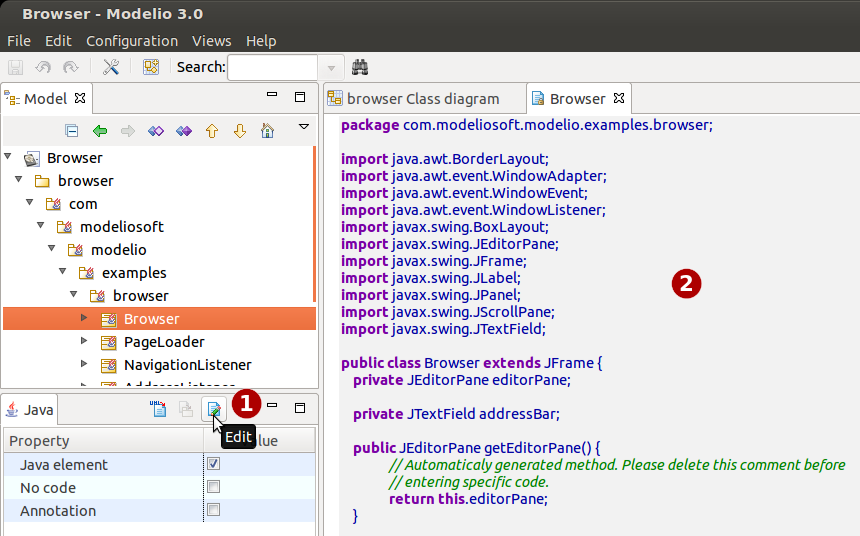 Browser - Modelio 3.0
File Edit Configuration Views Help
Search:
Model
Browser
browser
com
modeliosoft
modelio
examples
browser
Browser
PageLoader
NavigationListener
AddressListener
Java
1
Edit
Property
Java element
No code
Annotation
browser Class diagram
Browser
package com.modeliosoft.modelio.examples.browser;
import java.awt.BorderLayout;
import java.awt.event.WindowAdapter;
import java.awt.event.WindowEvent;
import java.awt.event.WindowListener;
import javax.swing.BoxLayout;
import javax.swing.JEditorPane;
import javax.swing.JFrame;
import javax.swing.JLabel;
import javax.swing.JPanel;
import javax.swing.JScrollPane;
import javax.swing.JTextField;
2
public class Browser extends JFrame {
private JEditorPane editorPane;
private JTextField addressBar;
public JEditorPane getEditorPane() {
// Automaticaly generated method. Please delete this comment before
// entering specific code.
return this.editorPane;
}